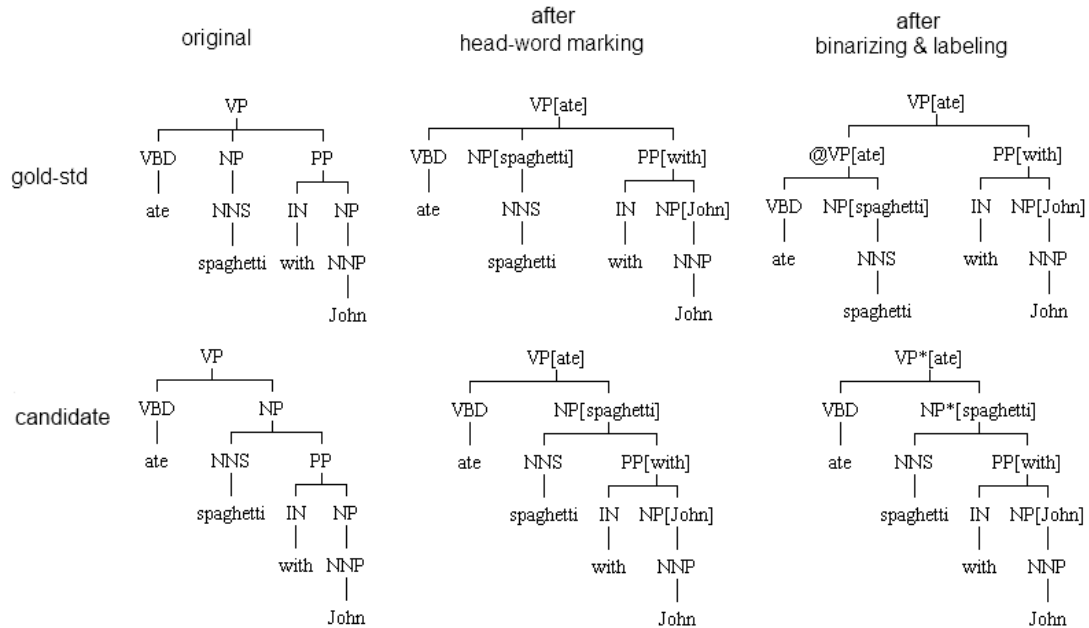 original
after
head-word marking
after
binarizing & labeling
gold-std
VP
VBD NP PP
ate NNS IN NP
spaghetti with NNP
John
VP[ate]
VBD NP[spaghetti] PP[with]
ate NNS IN NP[John]
spaghetti with NNP
John
VP[ate]
@VP[ate] PP[with]
VBD NP[spaghetti] IN NP[John]
ate NNS with NNP
spaghetti John
candidate
VP
VBD NP
ate NNS PP
spaghetti IN NP
with NNP
John
VP[ate]
VBD NP[spaghetti]
ate NNS PP[with]
spaghetti IN NP[John]
with NNP
John
VP*[ate]
VBD NP*[spaghetti]
ate NNS PP[with]
spaghetti IN NP[John]
with NNP
John